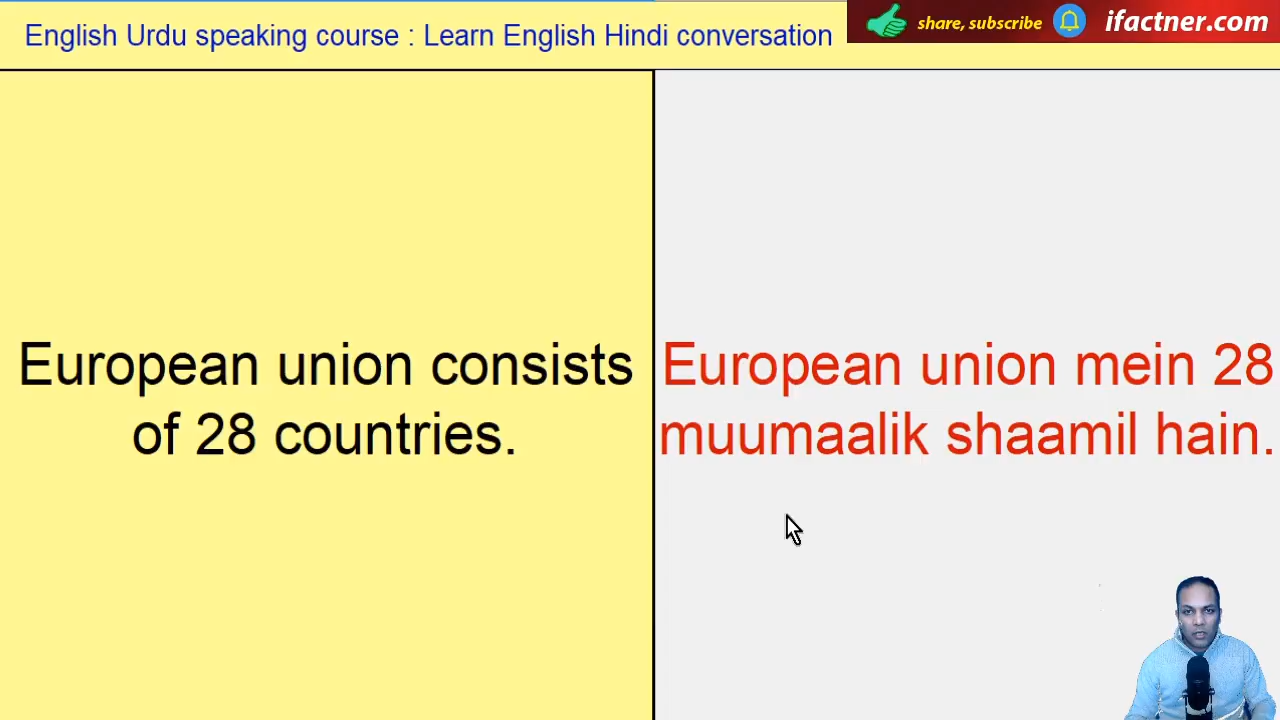 English Urdu speaking course : Learn English Hindi conversation
share, subscribe
ifactner.com
European union consists
of 28 countries.
European union mein 28
muumaalik shaamil hain.